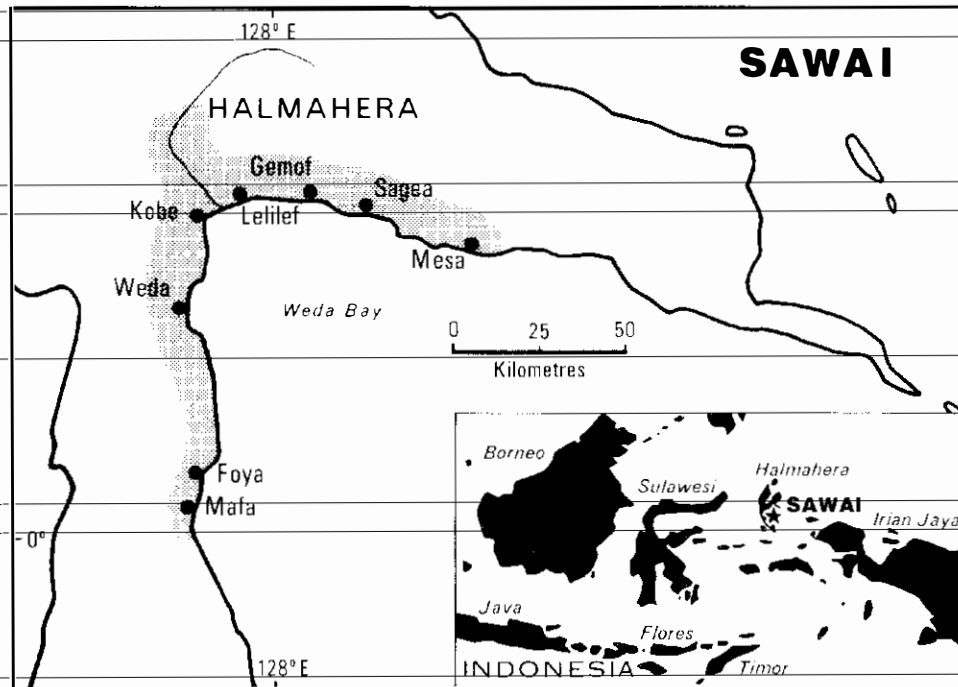 128° E
SAWAI
HALMAHERA
Gemof
Sagea
Kobe
Lelilef
Mesa
Weda
Weda Bay
0 25 50
Kilometres
Foya
Mafa
0°
128° E
Borneo
Halmahera
Sulawesi
SAWAI
Irian Jaya
Java
Flores
INDONESIA
Timor